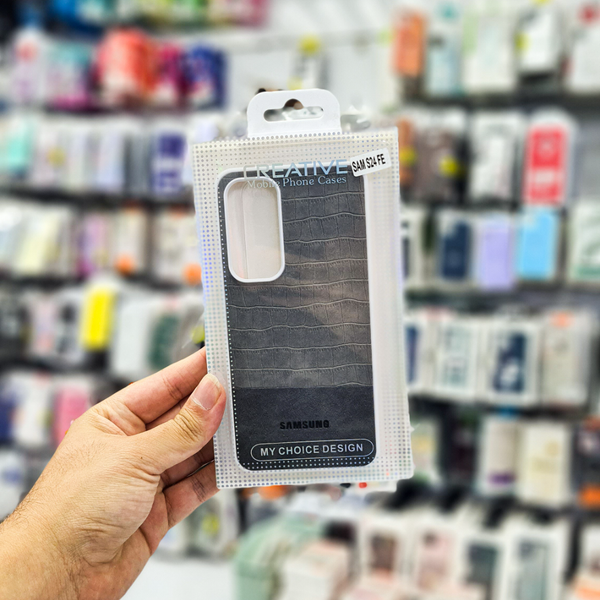 CREATIVE
SAM S24 FE
Mobile Phone Cases
SAMSUNG
MY CHOICE DESIGN